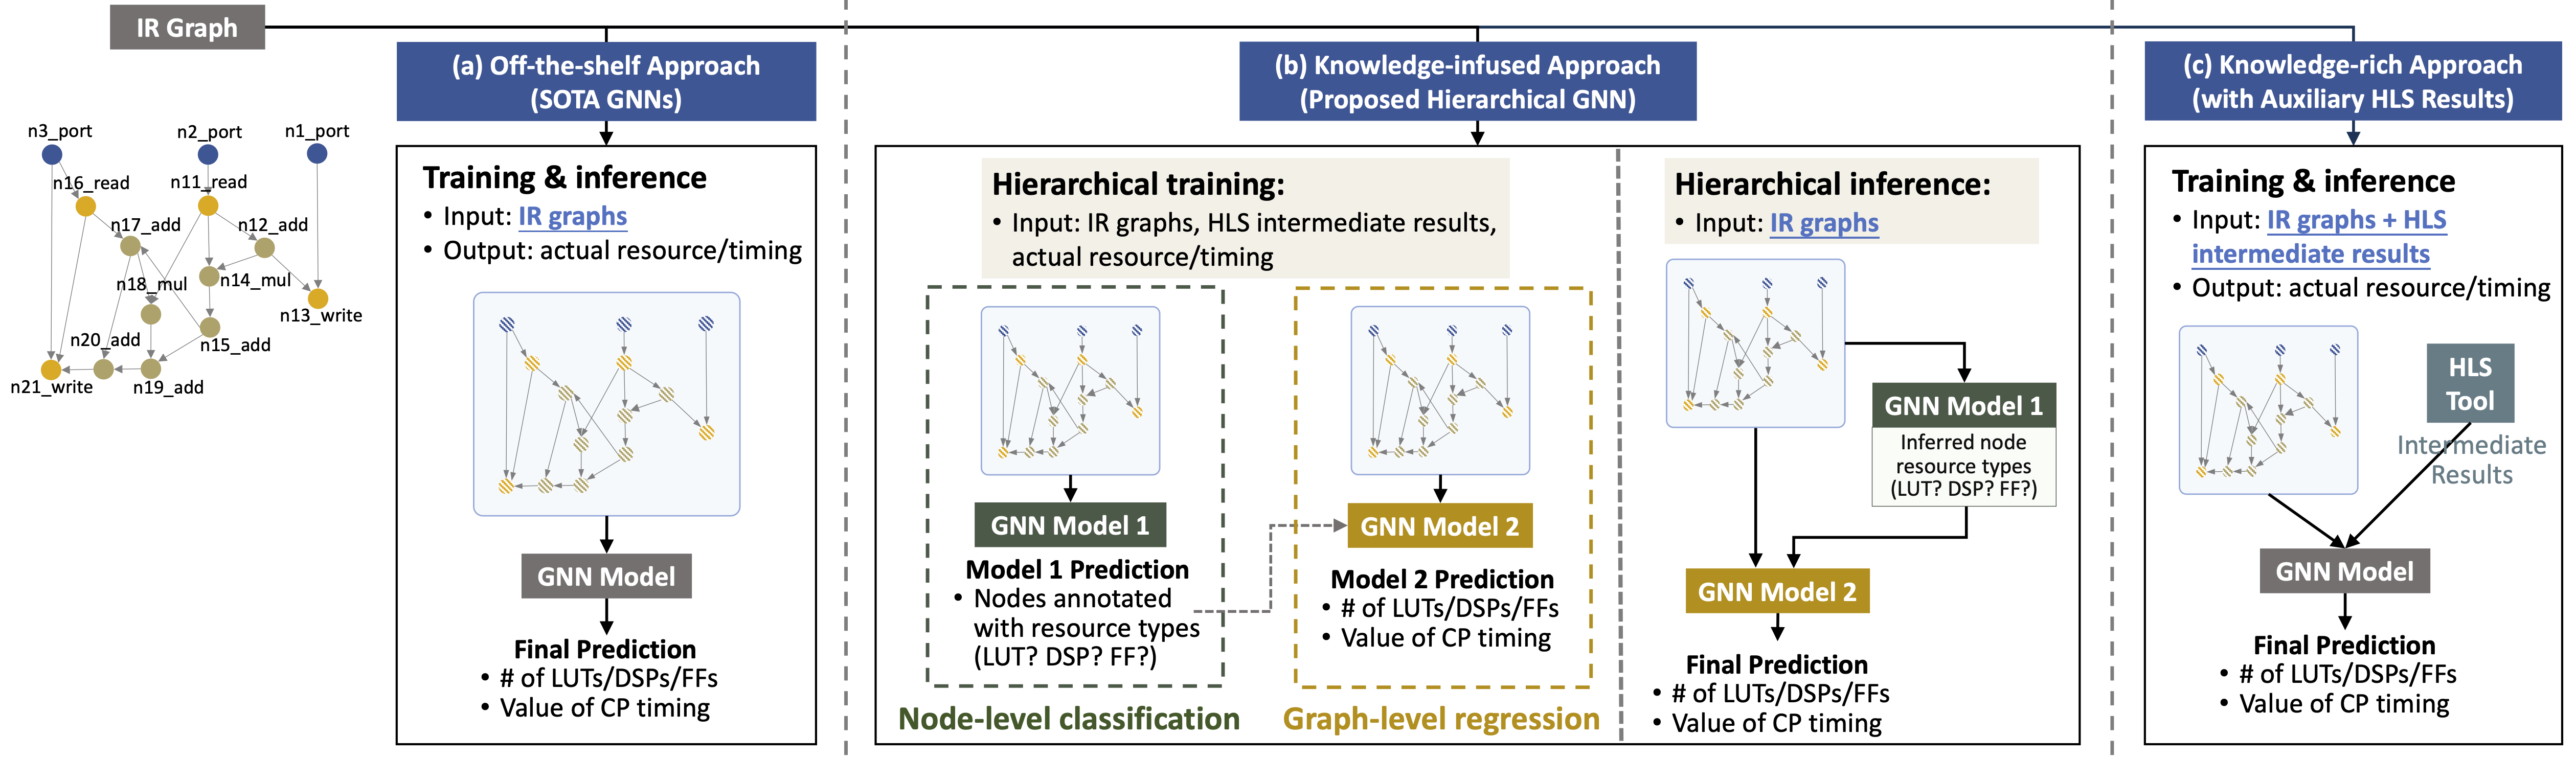 IR Graph
n3_port
n2_port
n1_port
n16_read
n11_read
n17_add
n12_add
n18_mul
n14_mul
n13_write
n20_add
n15_add
n21_write
n19_add
(a) Off-the-shelf Approach
(SOTA GNNs)
Training & inference
• Input: IR graphs
• Output: actual resource/timing
GNN Model
Final Prediction
• # of LUTs/DSPs/FFs
• Value of CP timing
(b) Knowledge-infused Approach
(Proposed Hierarchical GNN)
Hierarchical training:
• Input: IR graphs, HLS intermediate results,
actual resource/timing
GNN Model 1
Model 1 Prediction
• Nodes annotated
with resource types
(LUT? DSP? FF?)
Node-level classification
GNN Model 2
Model 2 Prediction
• # of LUTs/DSPs/FFs
• Value of CP timing
Graph-level regression
Hierarchical inference:
• Input: IR graphs
GNN Model 1
Inferred node
resource types
(LUT? DSP? FF?)
GNN Model 2
Final Prediction
• # of LUTs/DSPs/FFs
• Value of CP timing
(c) Knowledge-rich Approach
(with Auxiliary HLS Results)
Training & inference
• Input: IR graphs + HLS
intermediate results
• Output: actual resource/timing
HLS
Tool
Intermediate
Results
GNN Model
Final Prediction
• # of LUTs/DSPs/FFs
• Value of CP timing